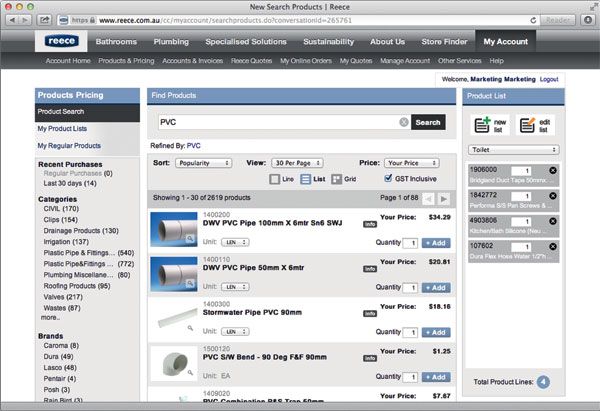 New Search Products | Reece
https www.reece.com.au/cc/myaccount/searchproducts.do?conversationId=265761
Reader
reece
Bathrooms
Plumbing
Specialised Solutions
Sustainability
About Us
Store Finder
My Account
Account Home
Products & Pricing
Accounts & Invoices
Reece Quotes
My Online Orders
My Quotes
Manage Account
Other Services
Help
Welcome, Marketing Marketing Logout
Products Pricing
Product Search
My Product Lists
My Regular Products
Recent Purchases
Regular Purchases (0)
Last 30 days (14)
Categories
CIVIL (170)
Clips (154)
Drainage Products (130)
Irrigation (137)
Plastic Pipe & Fittings... (540)
Plastic Pipe&Fittings ... (772)
Plumbing Miscellane... (80)
Roofing Products (95)
Valves (217)
Wastes (87)
more..
Brands
Caroma (8)
Dura (49)
Lasco (48)
Pentair (4)
Posh (3)
Rain Bird (3)
Find Products
PVC
Search
Refined By: PVC
Sort: Popularity
View: 30 Per Page
Price: Your Price
Line
List
Grid
GST Inclusive
Showing 1 - 30 of 2619 products
Page 1 of 88
1400200
DWV PVC Pipe 100mm X 6mtr Sn6 SWJ
Info
Your Price: $34.29
Unit: LEN
Quantity 1 + Add
1400110
DWV PVC Pipe 50mm X 6mtr
Info
Your Price: $20.81
Unit: LEN
Quantity 1 + Add
1400300
Stormwater Pipe PVC 90mm
Info
Your Price: $18.16
Unit: LEN
Quantity 1 + Add
1500120
PVC S/W Bend - 90 Deg F&F 90mm
Info
Your Price: $1.25
Unit: EA
Quantity 1 + Add
1409020
PVC Combination P&S Trap 50mm
Your Price: $7.67
Product List
new list
edit list
Toilet
1906000 1
Bridgland Duct Tape 50mmx...
1842772 1
Performa S/S Pan Screws & ...
4903806 1
Kitchen/Bath Silicone (Neu ...
107602 1
Dura Flex Hose Water 1/2"h...
Total Product Lines: 4